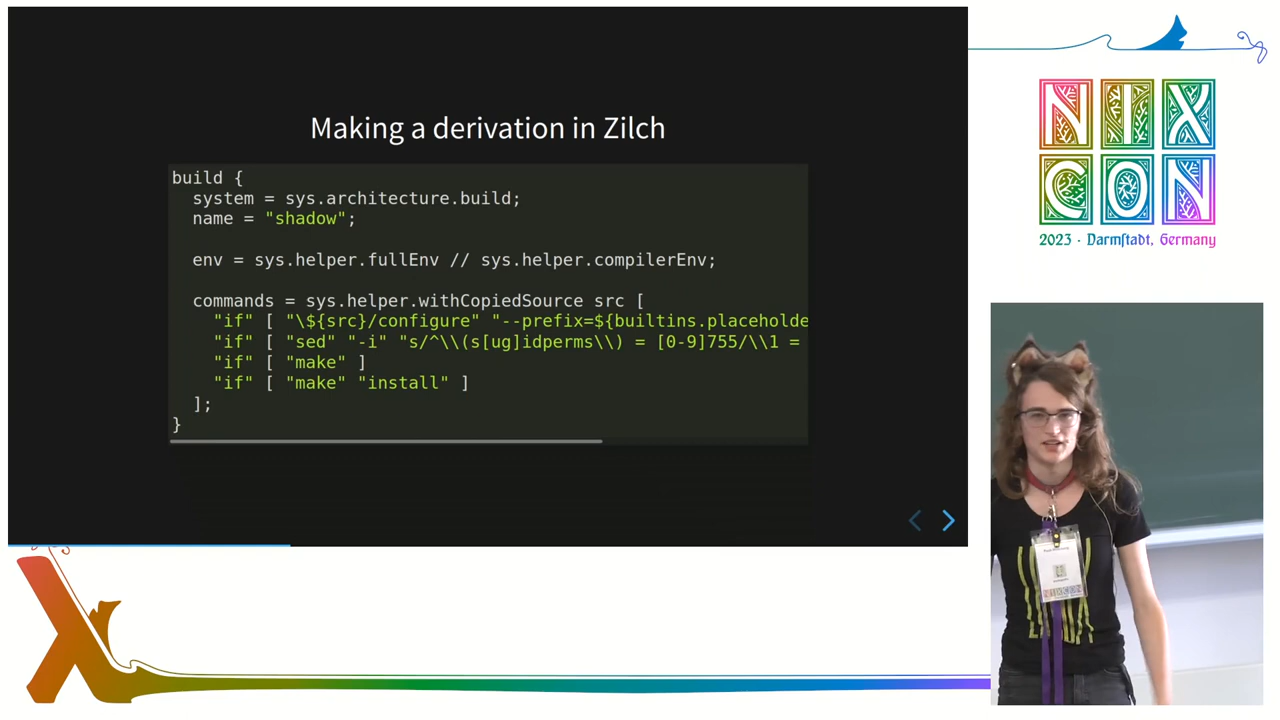 Making a derivation in Zilch
build {
  system = sys.architecture.build;
  name = "shadow";
  env = sys.helper.fullEnv // sys.helper.compilerEnv;
  commands = sys.helper.withCopiedSource src [
    "if" [ "\${src}/configure" "--prefix=${builtins.placeholde
    "if" [ "sed" "-i" "s/^\\(s[ug]idperms\\) = [0-9]755/\\1 =
    "if" [ "make" ]
    "if" [ "make" "install" ]
  ];
}
NIX
CON
2023 · Darmſtadt, Germany